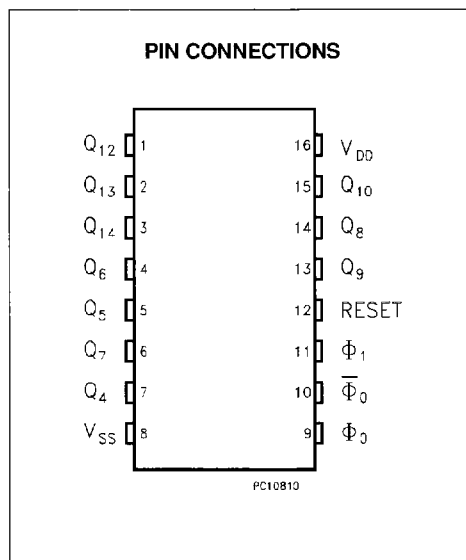 PIN CONNECTIONS
Q12 1 16 VDD
Q13 2 15 Q10
Q14 3 14 Q8
Q6 4 13 Q9
Q5 5 12 RESET
Q7 6 11 Φ1
Q4 7 10 Φ̅0
VSS 8 9 Φ0
PC10810